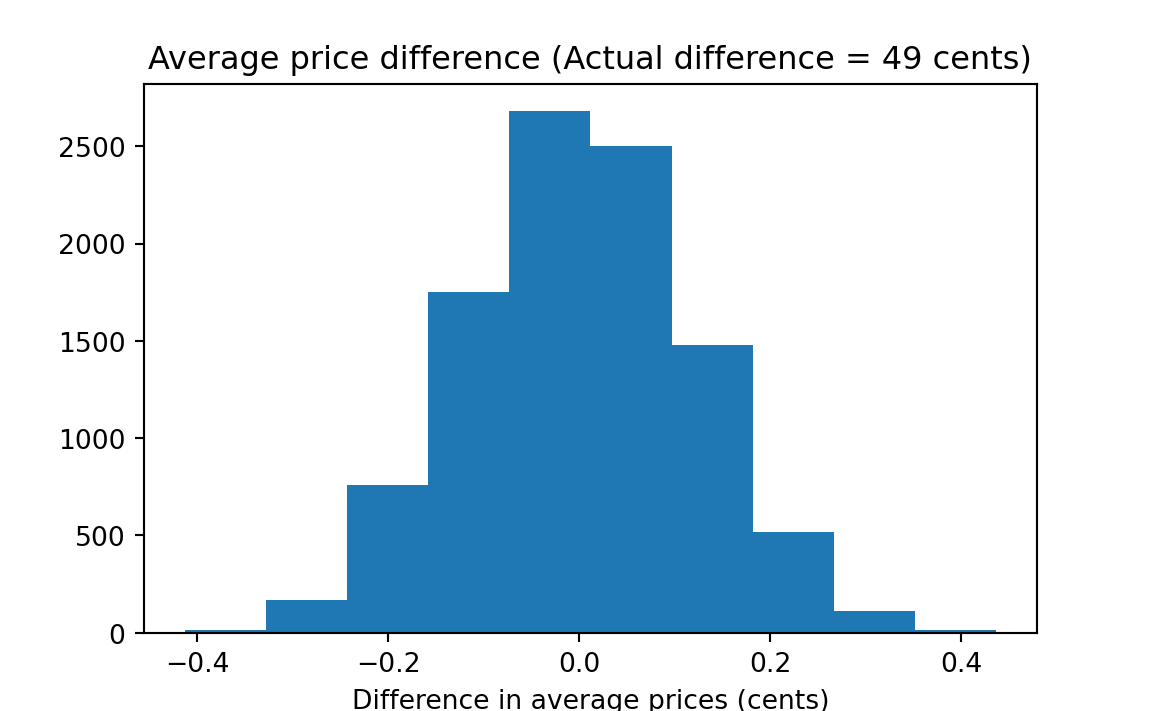 Average price difference (Actual difference = 49 cents)
2500
2000
1500
1000
500
0
−0.4 −0.2 0.0 0.2 0.4
Difference in average prices (cents)